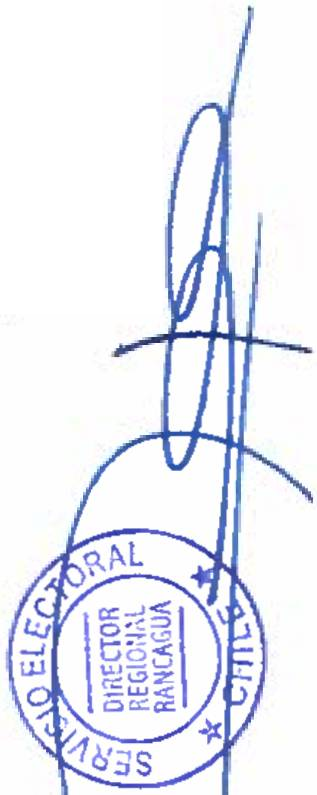 SERVICIO ELECTORAL
★ CHILE ★
DIRECTOR
REGIONAL
RANCAGUA